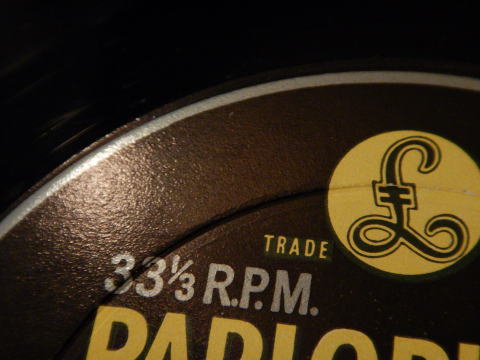 £
TRADE
33⅓ R.P.M.